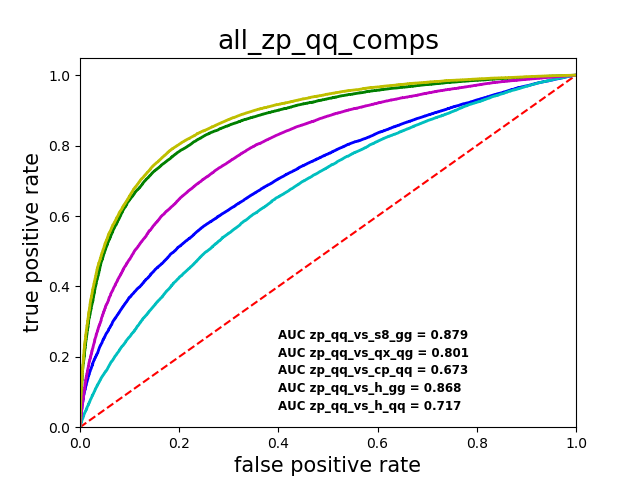 all_zp_qq_comps
true positive rate
1.0
0.8
0.6
0.4
0.2
0.0
AUC zp_qq_vs_s8_gg = 0.879
AUC zp_qq_vs_qx_qg = 0.801
AUC zp_qq_vs_cp_qq = 0.673
AUC zp_qq_vs_h_gg = 0.868
AUC zp_qq_vs_h_qq = 0.717
0.0 0.2 0.4 0.6 0.8 1.0
false positive rate